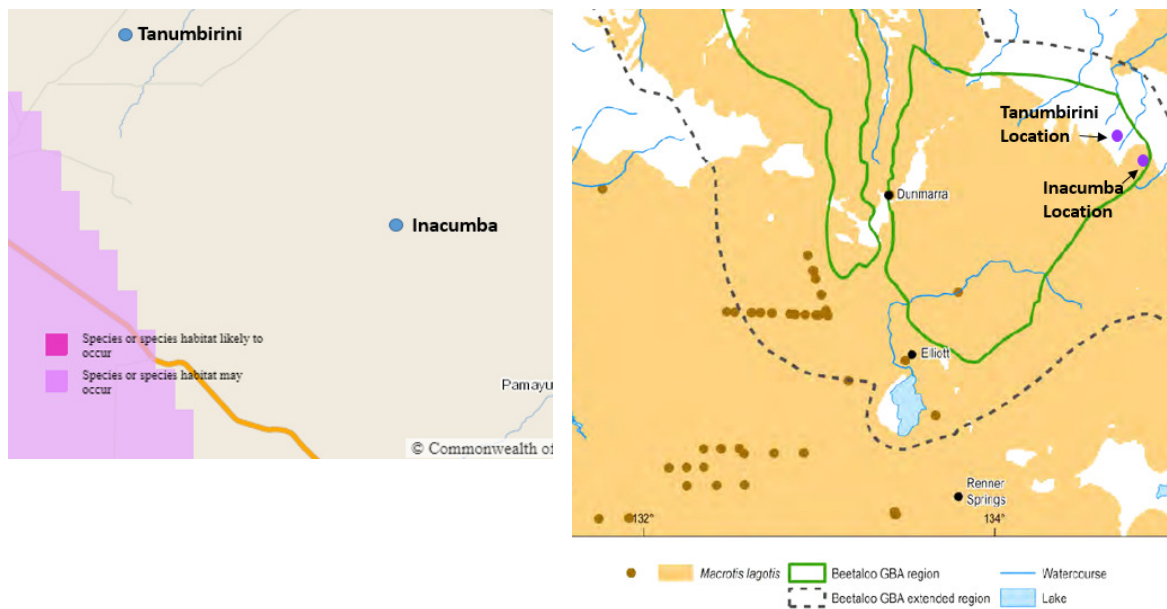 Tanumbirini
Inacumba
Species or species habitat likely to
occur
Species or species habitat may
occur
Pamayu
© Commonwealth of
Tanumbirini
Location
Inacumba
Location
Dunmarra
Elliott
Renner
Springs
132°
134°
Macrotis lagotis
Beetaloo GBA region
Watercourse
Beetaloo GBA extended region
Lake